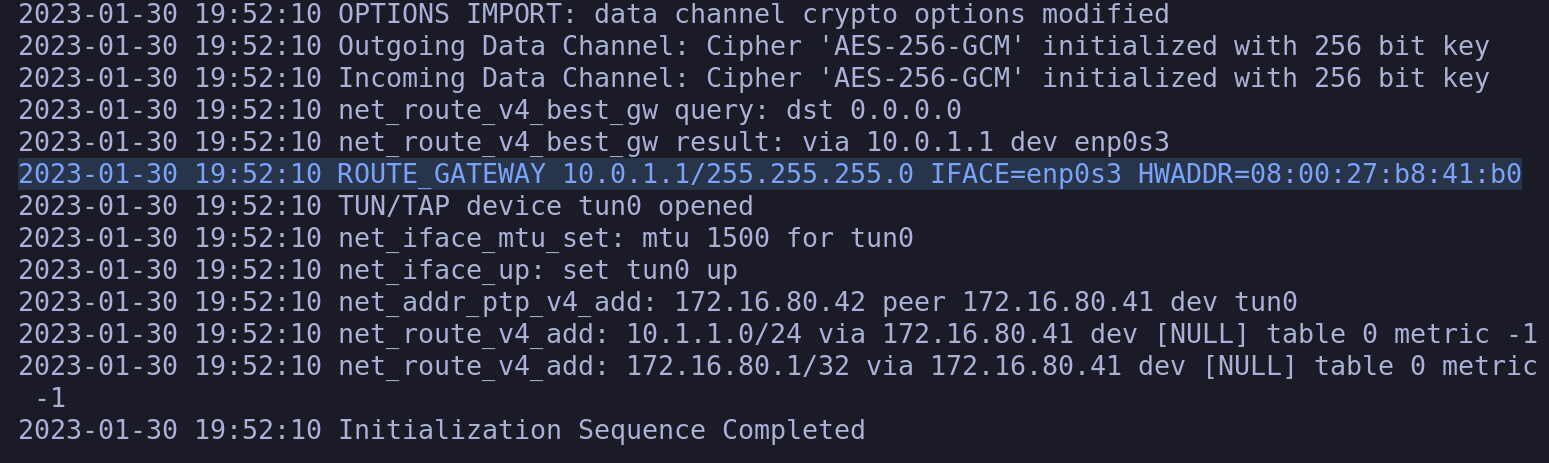 2023-01-30 19:52:10 OPTIONS IMPORT: data channel crypto options modified
2023-01-30 19:52:10 Outgoing Data Channel: Cipher 'AES-256-GCM' initialized with 256 bit key
2023-01-30 19:52:10 Incoming Data Channel: Cipher 'AES-256-GCM' initialized with 256 bit key
2023-01-30 19:52:10 net_route_v4_best_gw query: dst 0.0.0.0
2023-01-30 19:52:10 net_route_v4_best_gw result: via 10.0.1.1 dev enp0s3
2023-01-30 19:52:10 ROUTE_GATEWAY 10.0.1.1/255.255.255.0 IFACE=enp0s3 HWADDR=08:00:27:b8:41:b0
2023-01-30 19:52:10 TUN/TAP device tun0 opened
2023-01-30 19:52:10 net_iface_mtu_set: mtu 1500 for tun0
2023-01-30 19:52:10 net_iface_up: set tun0 up
2023-01-30 19:52:10 net_addr_ptp_v4_add: 172.16.80.42 peer 172.16.80.41 dev tun0
2023-01-30 19:52:10 net_route_v4_add: 10.1.1.0/24 via 172.16.80.41 dev [NULL] table 0 metric -1
2023-01-30 19:52:10 net_route_v4_add: 172.16.80.1/32 via 172.16.80.41 dev [NULL] table 0 metric
-1
2023-01-30 19:52:10 Initialization Sequence Completed